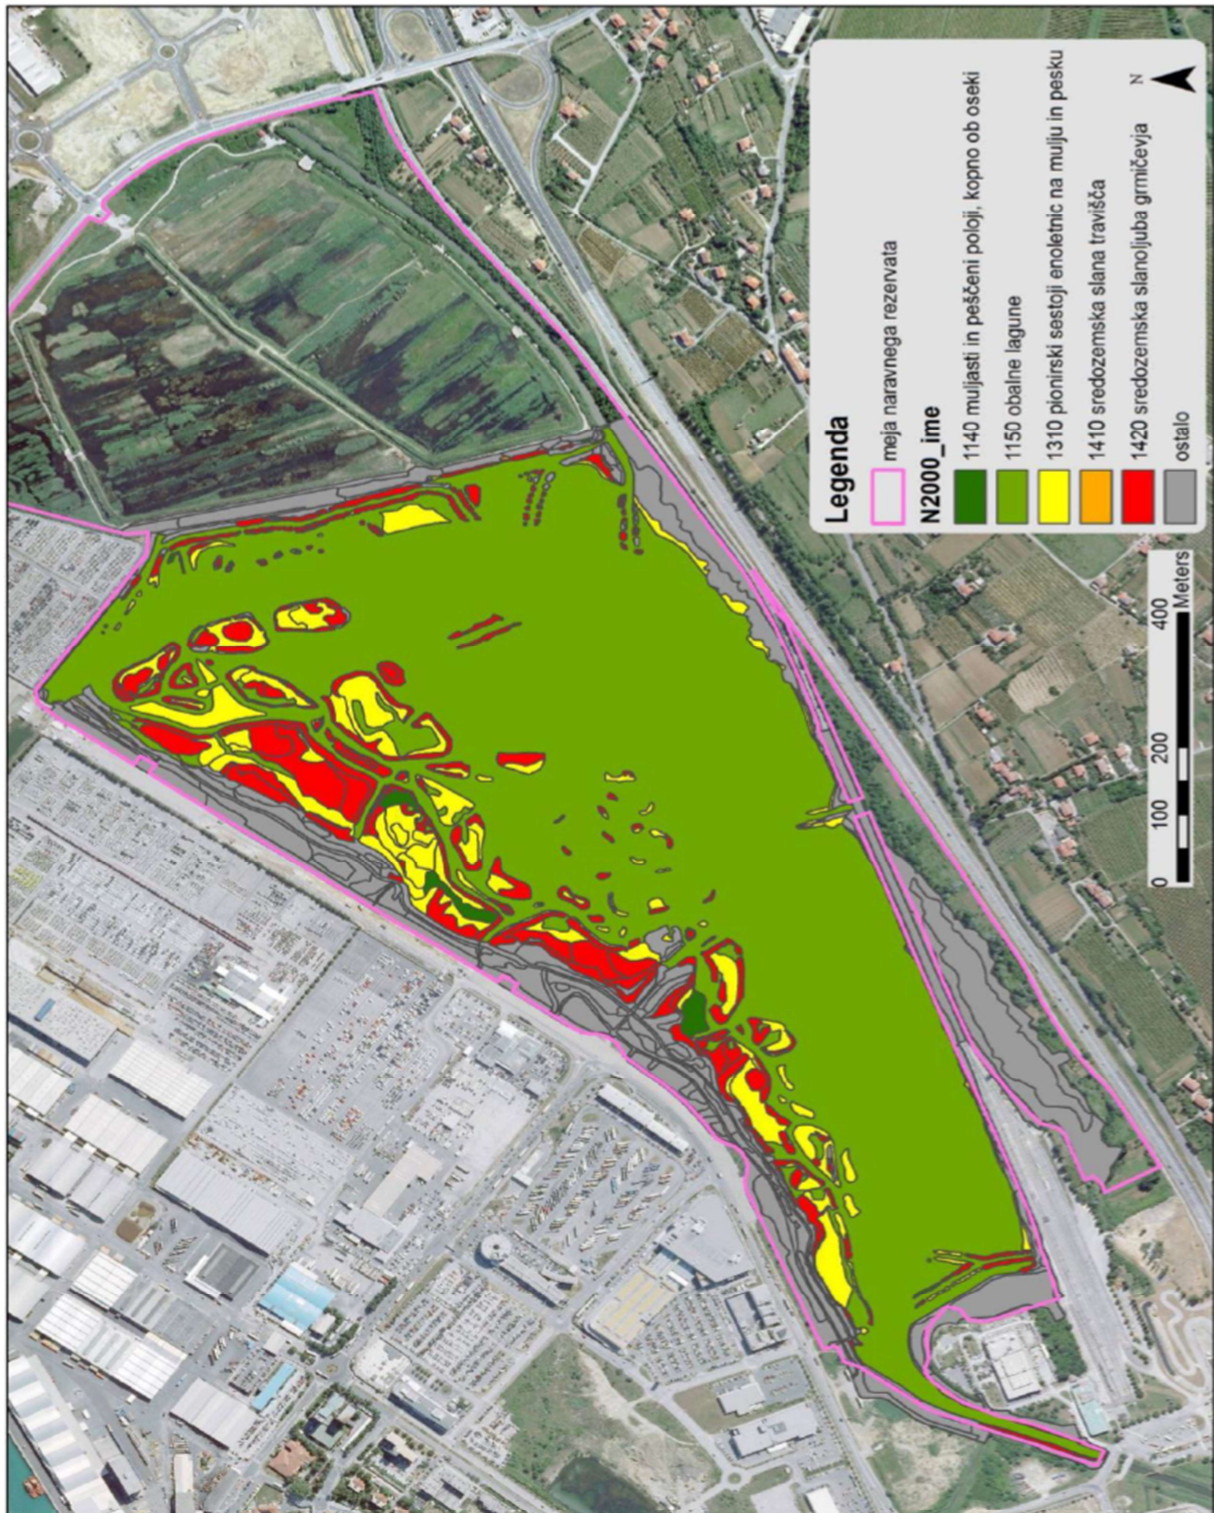 Legenda
meja naravnega rezervata
N2000_ime
1140 muljasti in peščeni poloji, kopno ob oseki
1150 obalne lagune
1310 pionirski sestoji enoletnic na mulju in pesku
1410 sredozemska slana travišča
1420 sredozemska slanoljuba grmičevja
ostalo
N
0 100 200 400
Meters